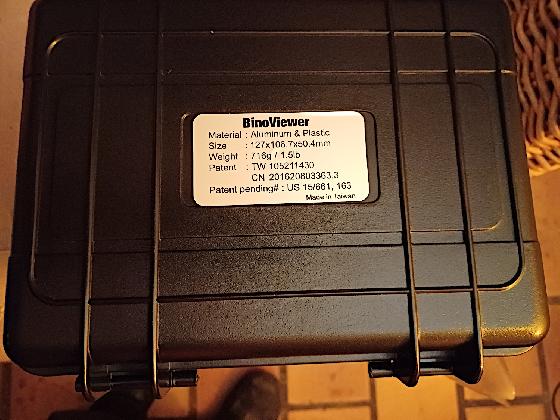 BinoViewer
Material : Aluminum & Plastic
Size : 127x106.7x50.4mm
Weight : 716g / 1.5lb
Patent : TW 105211430
CN 201620803363.3
Patent pending# : US 15/661, 163
Made in Taiwan